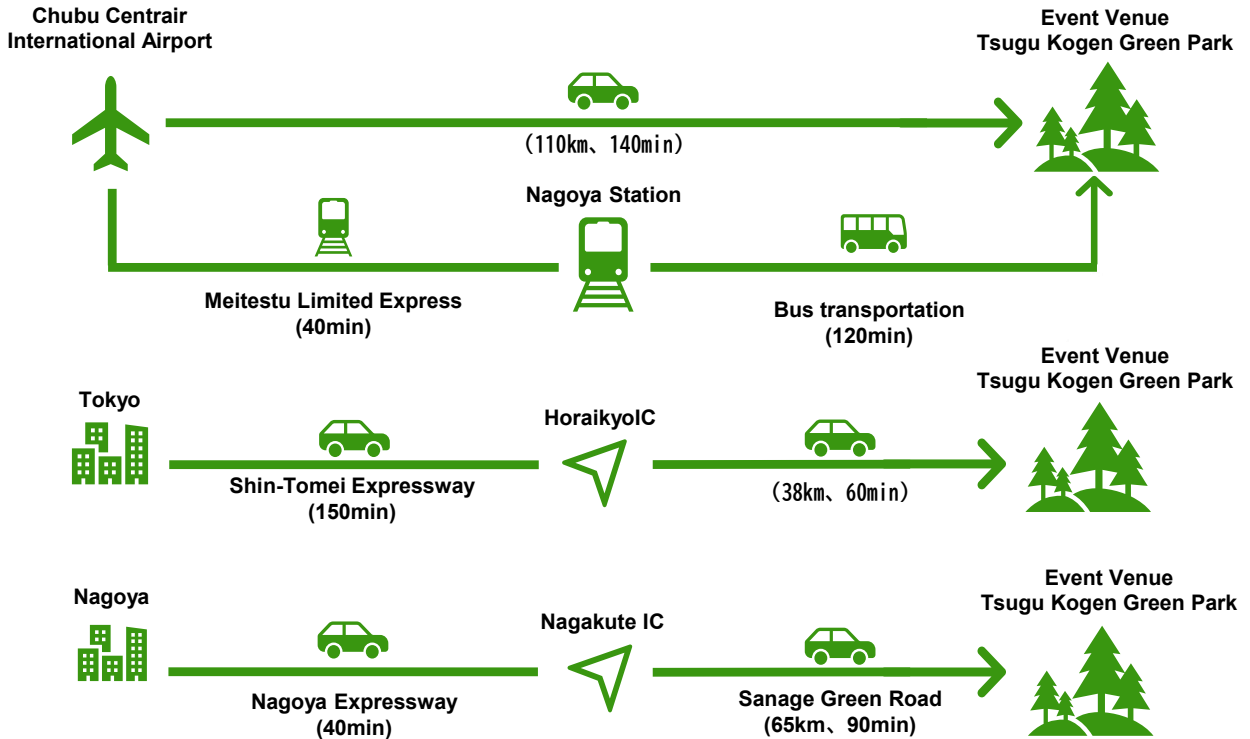 Chubu Centrair
International Airport
Event Venue
Tsugu Kogen Green Park
(110km、140min)
Nagoya Station
Meitestu Limited Express
(40min)
Bus transportation
(120min)
Event Venue
Tsugu Kogen Green Park
Tokyo
HoraikyoIC
Shin-Tomei Expressway
(150min)
(38km、60min)
Event Venue
Tsugu Kogen Green Park
Nagoya
Nagakute IC
Nagoya Expressway
(40min)
Sanage Green Road
(65km、90min)